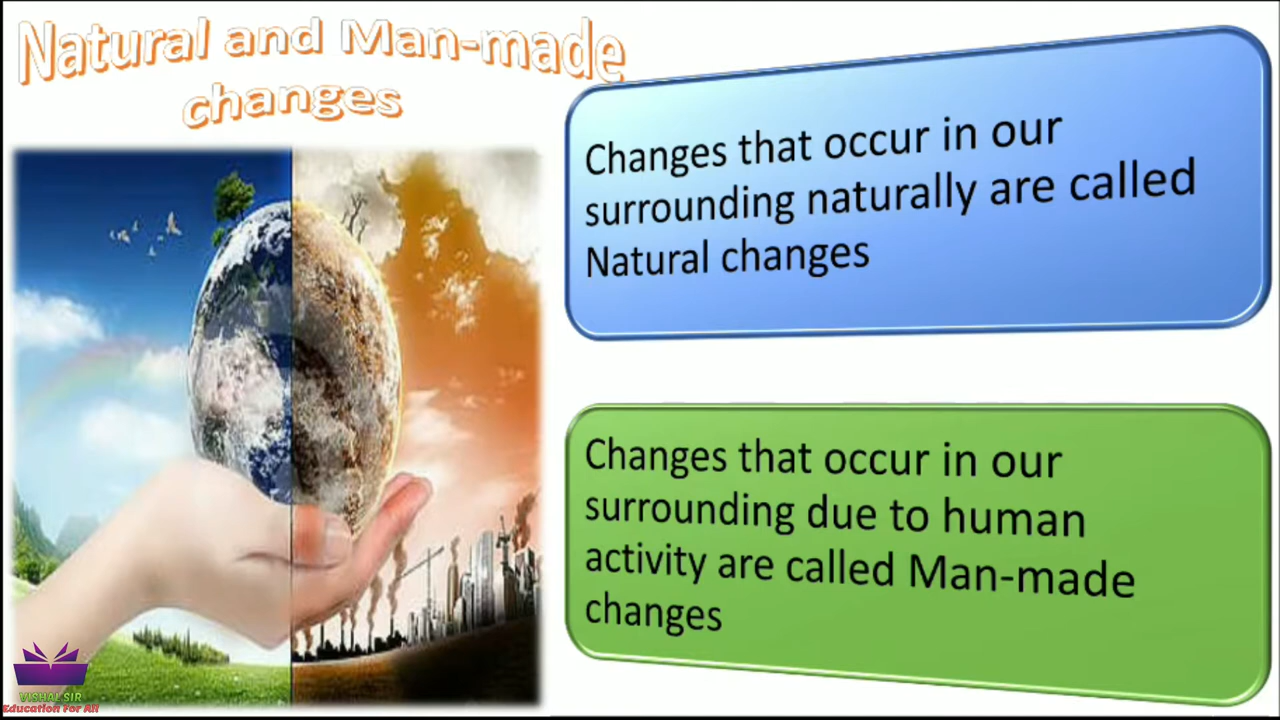 Natural and Man-made
changes
Changes that occur in our
surrounding naturally are called
Natural changes
Changes that occur in our
surrounding due to human
activity are called Man-made
changes
VISHAL SIR
Education For All